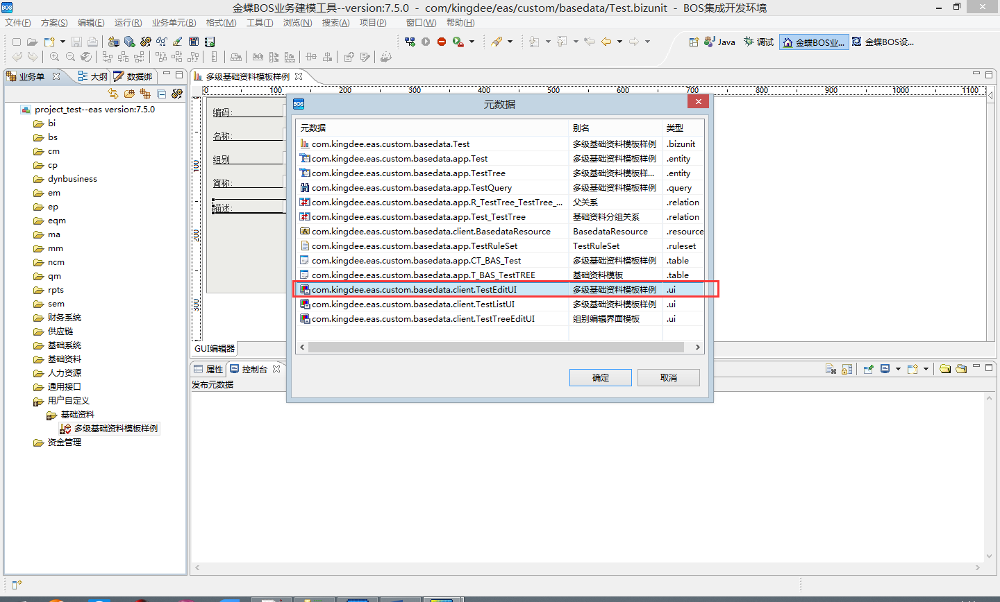 BOS
金蝶BOS业务建模工具--version:7.5.0 - com/kingdee/eas/custom/basedata/Test.bizunit - BOS集成开发环境
文件(F) 方案(S) 编辑(E) 运行(R) 业务单元(B) 格式(M) 工具(T) 浏览(N) 搜索(A) 项目(P) 窗口(W) 帮助(H)
Java 调试 金蝶BOS业... 金蝶BOS设...
业务单 大纲 数据绑
多级基础资料模板样例
0 100 200 300 400 500 600 700 800 900 1000 1100
100
200
300
project_test--eas version:7.5.0
bi
bs
cm
cp
dynbusiness
em
ep
eqm
ma
mm
ncm
qm
rpts
sem
财务系统
供应链
基础系统
基础资料
人力资源
通用接口
用户自定义
基础资料
多级基础资料模板样例
资金管理
编码:
名称:
组别
简称:
描述:
GUI编辑器
属性 控制台
发布元数据
BOS 元数据
元数据 别名 类型
com.kingdee.eas.custom.basedata.Test 多级基础资料模板样例 .bizunit
com.kingdee.eas.custom.basedata.app.Test 多级基础资料模板样例 .entity
com.kingdee.eas.custom.basedata.app.TestTree 多级基础资料模板样... .entity
com.kingdee.eas.custom.basedata.app.TestQuery 多级基础资料模板样例 .query
com.kingdee.eas.custom.basedata.app.R_TestTree_TestTree_... 父关系 .relation
com.kingdee.eas.custom.basedata.app.Test_TestTree 基础资料分组关系 .relation
com.kingdee.eas.custom.basedata.client.BasedataResource BasedataResource .resource
com.kingdee.eas.custom.basedata.app.TestRuleSet TestRuleSet .ruleset
com.kingdee.eas.custom.basedata.app.CT_BAS_Test 多级基础资料模板样例 .table
com.kingdee.eas.custom.basedata.app.T_BAS_TestTREE 基础资料模板 .table
com.kingdee.eas.custom.basedata.client.TestEditUI 多级基础资料模板样例 .ui
com.kingdee.eas.custom.basedata.client.TestListUI 多级基础资料模板样例 .ui
com.kingdee.eas.custom.basedata.client.TestTreeEditUI 组别编辑界面模板 .ui
确定 取消